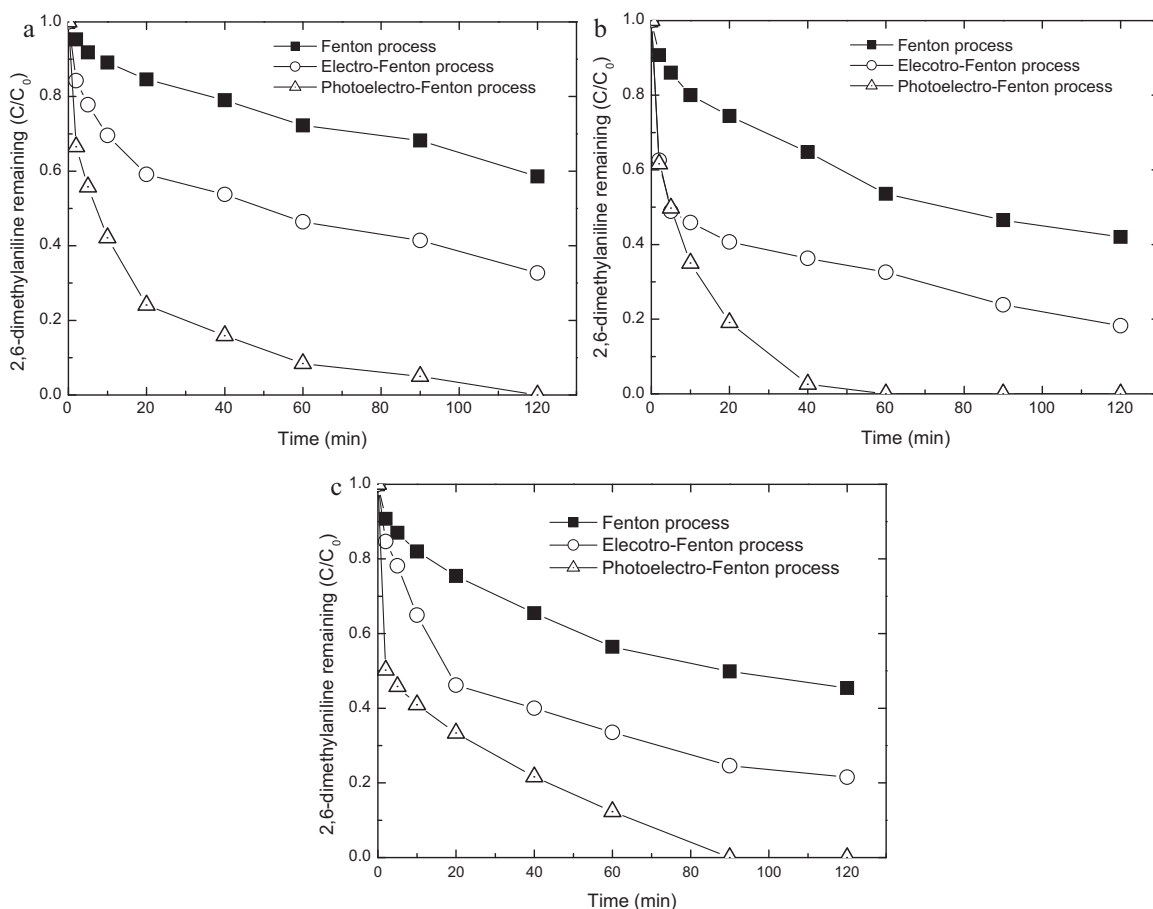 a
1.0
0.8
0.6
0.4
0.2
0.0
2,6-dimethylaniline remaining (C/C₀)
Fenton process
Electro-Fenton process
Photoelectro-Fenton process
0 20 40 60 80 100 120
Time (min)
b
1.0
0.8
0.6
0.4
0.2
0.0
2,6-dimethylaniline remaining (C/C₀)
Fenton process
Elecotro-Fenton process
Photoelectro-Fenton process
0 20 40 60 80 100 120
Time (min)
c
1.0
0.8
0.6
0.4
0.2
0.0
2,6-dimethylaniline remaining (C/C₀)
Fenton process
Elecotro-Fenton process
Photoelectro-Fenton process
0 20 40 60 80 100 120
Time (min)